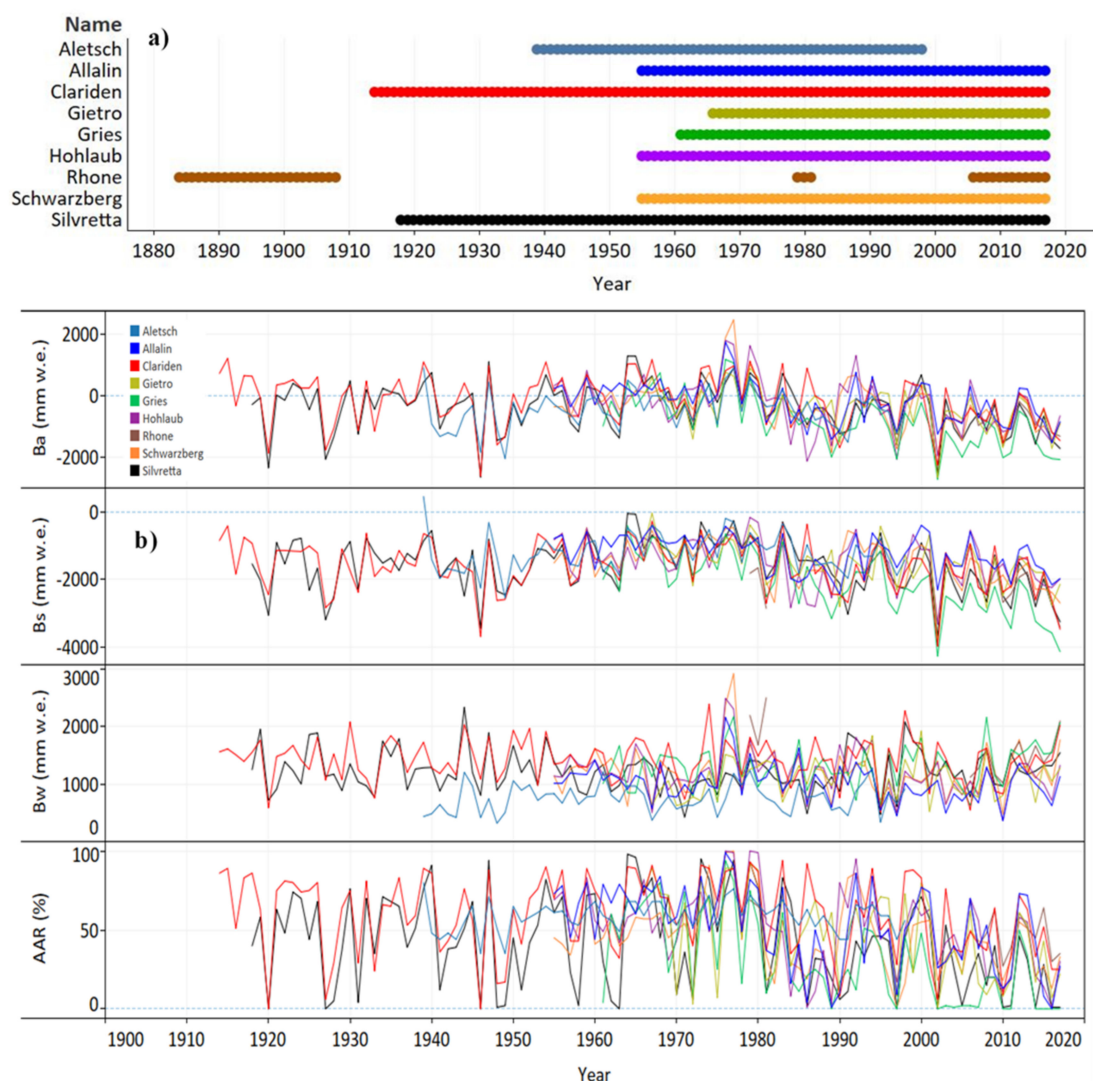 Name
a)
Aletsch
Allalin
Clariden
Gietro
Gries
Hohlaub
Rhone
Schwarzberg
Silvretta
1880 1890 1900 1910 1920 1930 1940 1950 1960 1970 1980 1990 2000 2010 2020
Year
Ba (mm w.e.)
2000
0
-2000
Aletsch
Allalin
Clariden
Gietro
Gries
Hohlaub
Rhone
Schwarzberg
Silvretta
b)
Bs (mm w.e.)
0
-2000
-4000
Bw (mm w.e.)
3000
2000
1000
0
AAR (%)
100
50
0
1900 1910 1920 1930 1940 1950 1960 1970 1980 1990 2000 2010 2020
Year